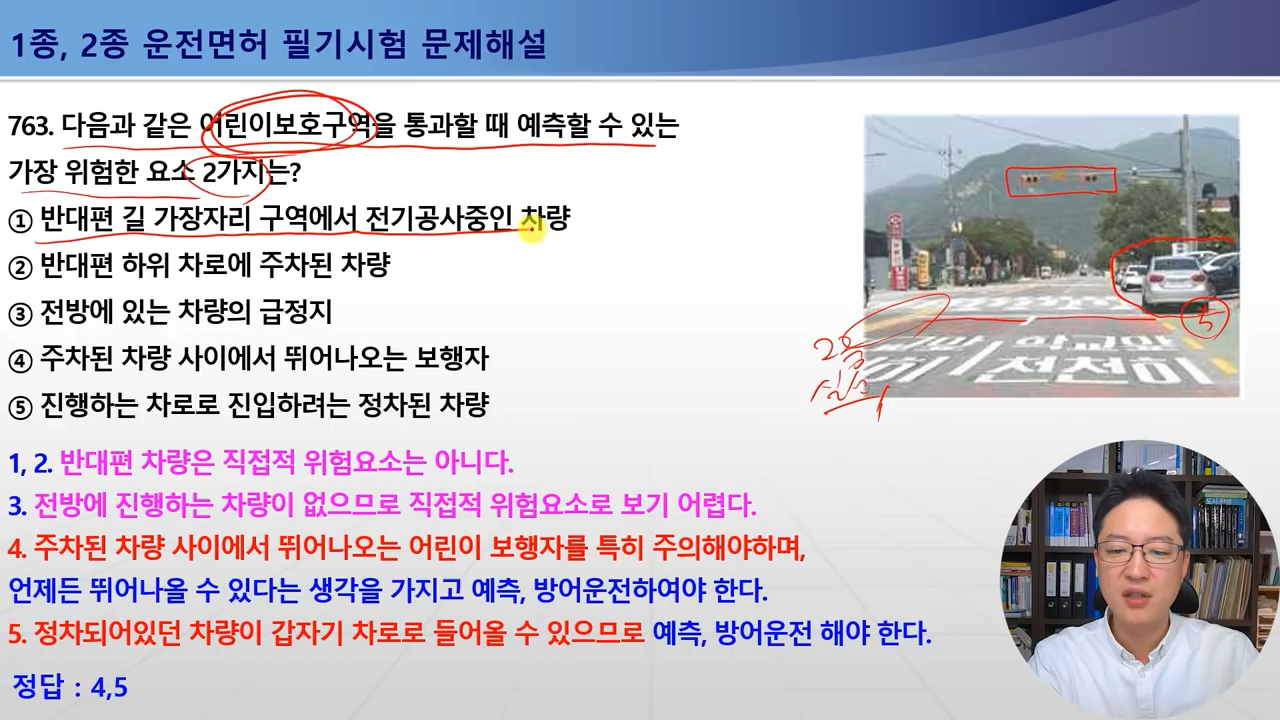 1종, 2종 운전면허 필기시험 문제해설
763. 다음과 같은 어린이보호구역을 통과할 때 예측할 수 있는
가장 위험한 요소 2가지는?
① 반대편 길 가장자리 구역에서 전기공사중인 차량
② 반대편 하위 차로에 주차된 차량
③ 전방에 있는 차량의 급정지
④ 주차된 차량 사이에서 뛰어나오는 보행자
⑤ 진행하는 차로로 진입하려는 정차된 차량
5
천천히
1, 2. 반대편 차량은 직접적 위험요소는 아니다.
3. 전방에 진행하는 차량이 없으므로 직접적 위험요소로 보기 어렵다.
4. 주차된 차량 사이에서 뛰어나오는 어린이 보행자를 특히 주의해야하며,
언제든 뛰어나올 수 있다는 생각을 가지고 예측, 방어운전하여야 한다.
5. 정차되어있던 차량이 갑자기 차로로 들어올 수 있으므로 예측, 방어운전 해야 한다.
정답 : 4,5